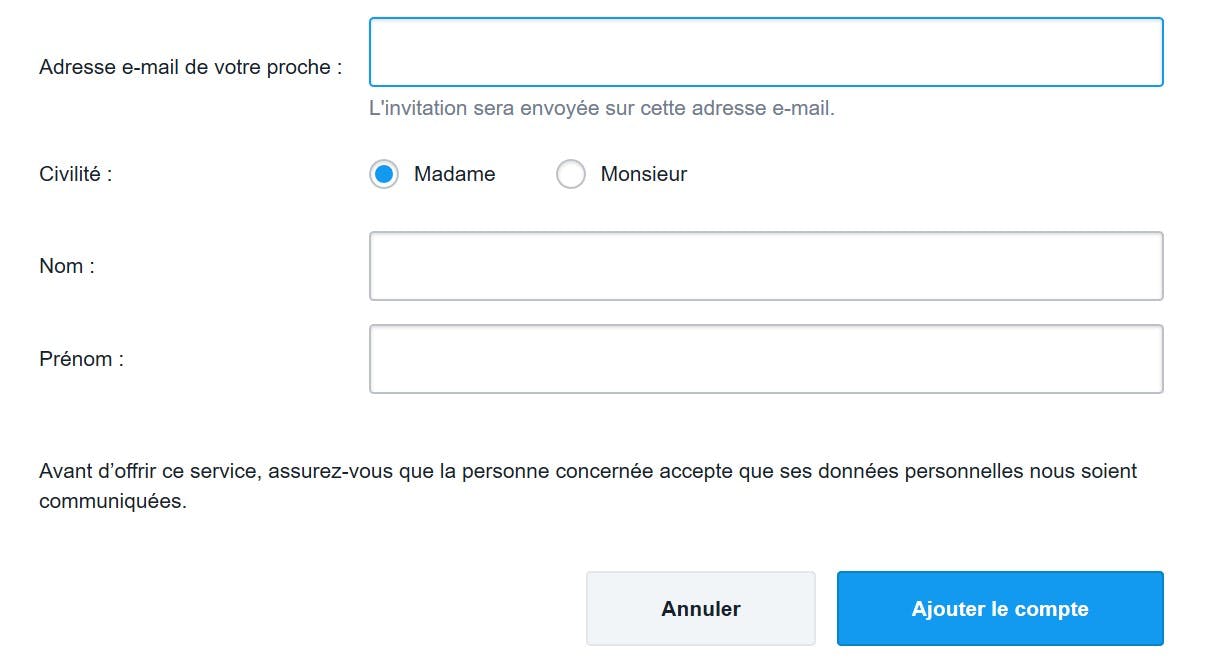 Adresse e-mail de votre proche :
L'invitation sera envoyée sur cette adresse e-mail.
Civilité :
Madame
Monsieur
Nom :
Prénom :
Avant d’offrir ce service, assurez-vous que la personne concernée accepte que ses données personnelles nous soient
communiquées.
Annuler
Ajouter le compte